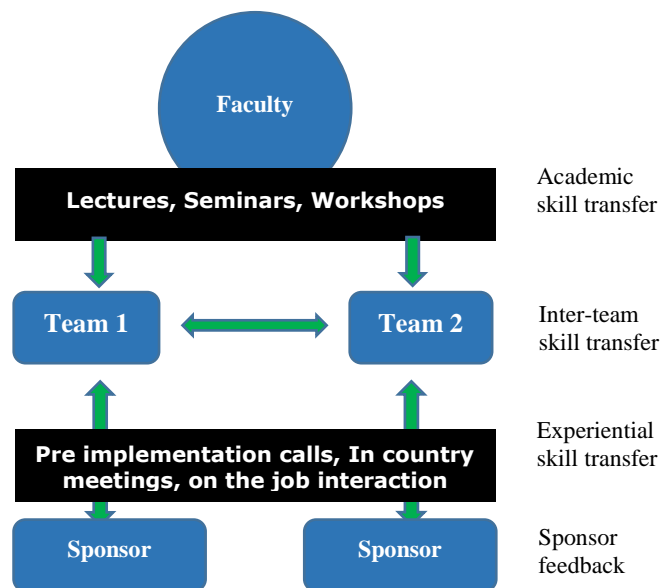 Faculty
Lectures, Seminars, Workshops
Academic
skill transfer
Team 1
Team 2
Inter-team
skill transfer
Pre implementation calls, In country
meetings, on the job interaction
Experiential
skill transfer
Sponsor
Sponsor
Sponsor
feedback